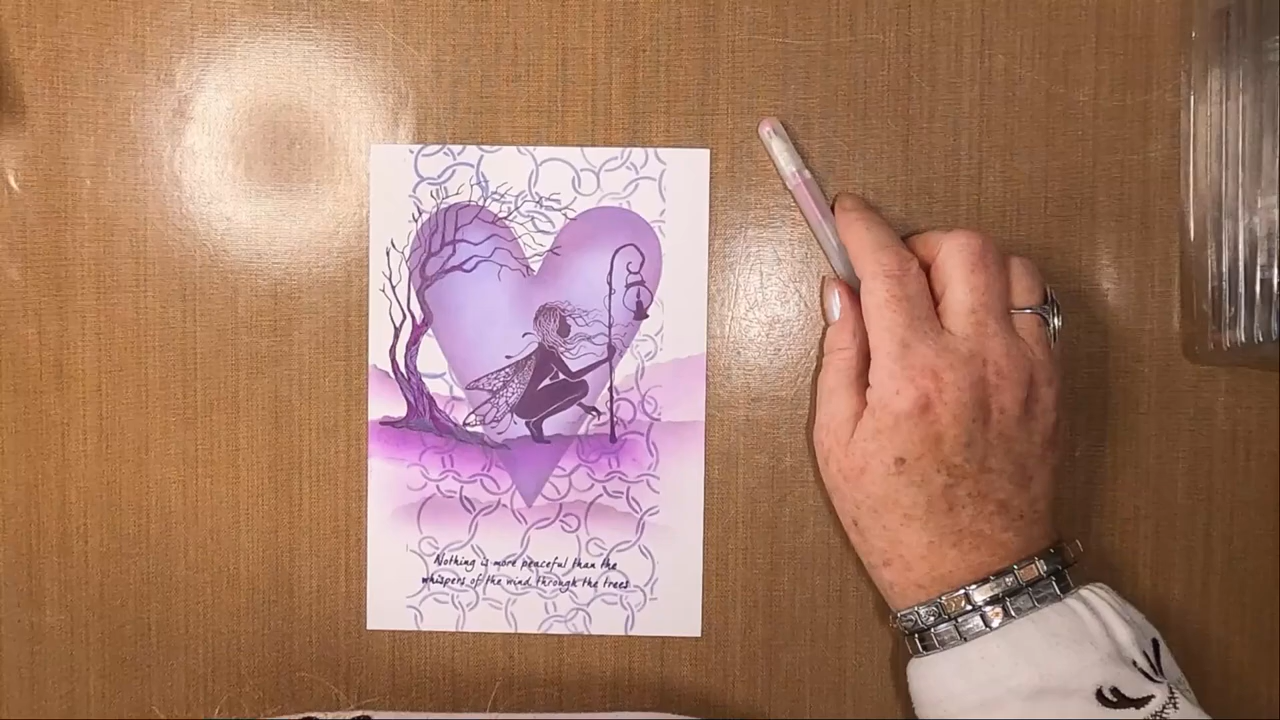 Nothing is more peaceful than the
whispers of the wind through the trees